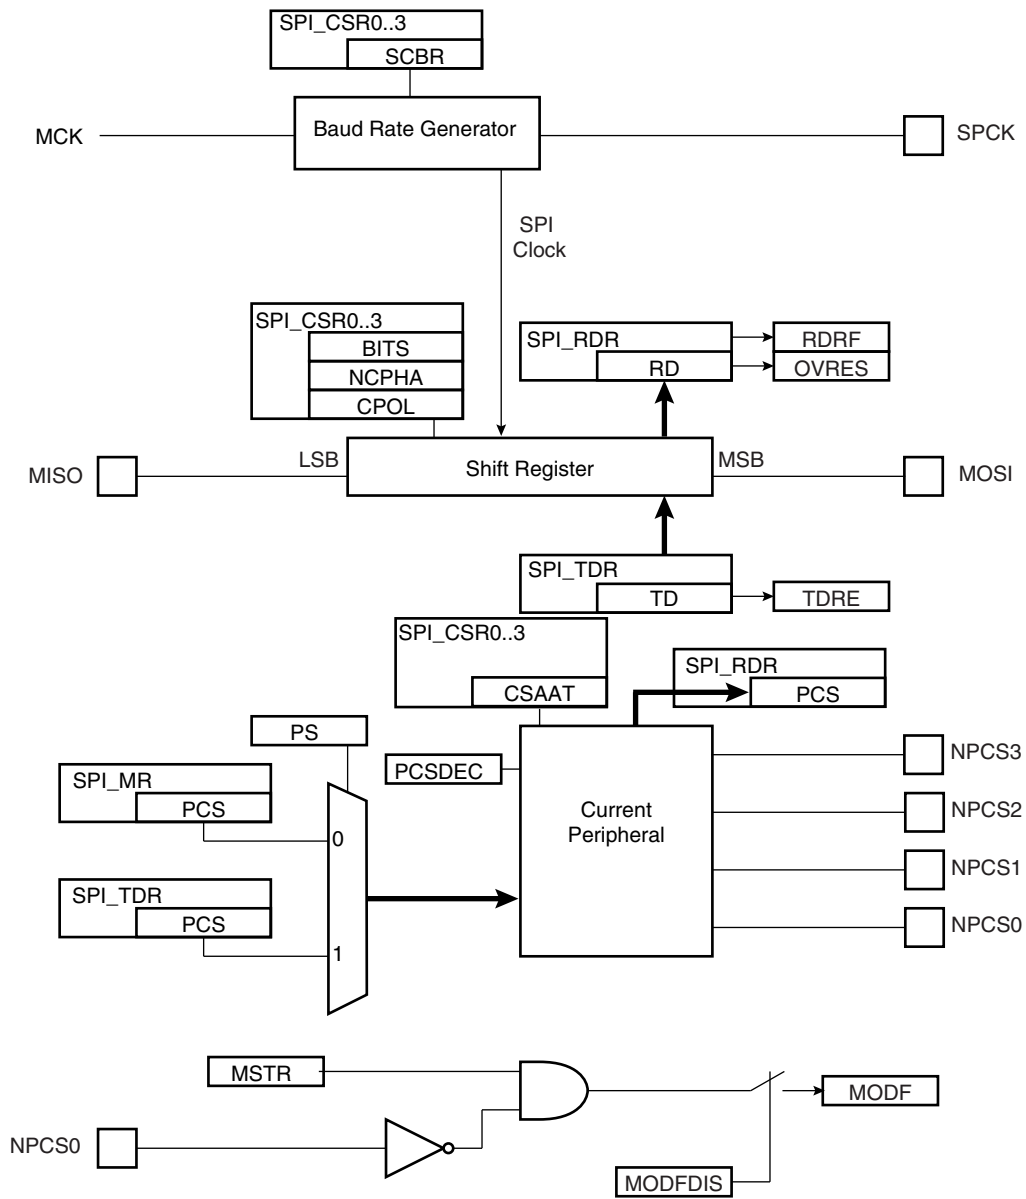 SPI_CSR0..3
SCBR
MCK
Baud Rate Generator
SPCK
SPI
Clock
SPI_CSR0..3
BITS
NCPHA
CPOL
SPI_RDR
RD
RDRF
OVRES
MISO
LSB
Shift Register
MSB
MOSI
SPI_TDR
TD
TDRE
SPI_CSR0..3
CSAAT
SPI_RDR
PCS
PS
PCSDEC
SPI_MR
PCS
0
SPI_TDR
PCS
1
Current
Peripheral
NPCS3
NPCS2
NPCS1
NPCS0
MSTR
MODF
NPCS0
MODFDIS